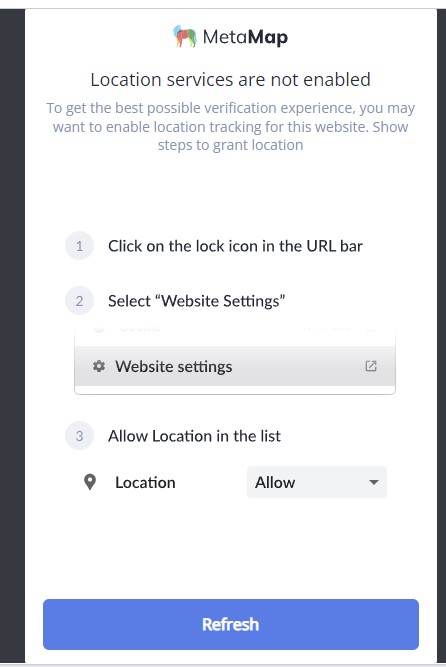 MetaMap
Location services are not enabled
To get the best possible verification experience, you may
want to enable location tracking for this website. Show
steps to grant location
1 Click on the lock icon in the URL bar
2 Select “Website Settings”
Website settings
3 Allow Location in the list
Location Allow
Refresh